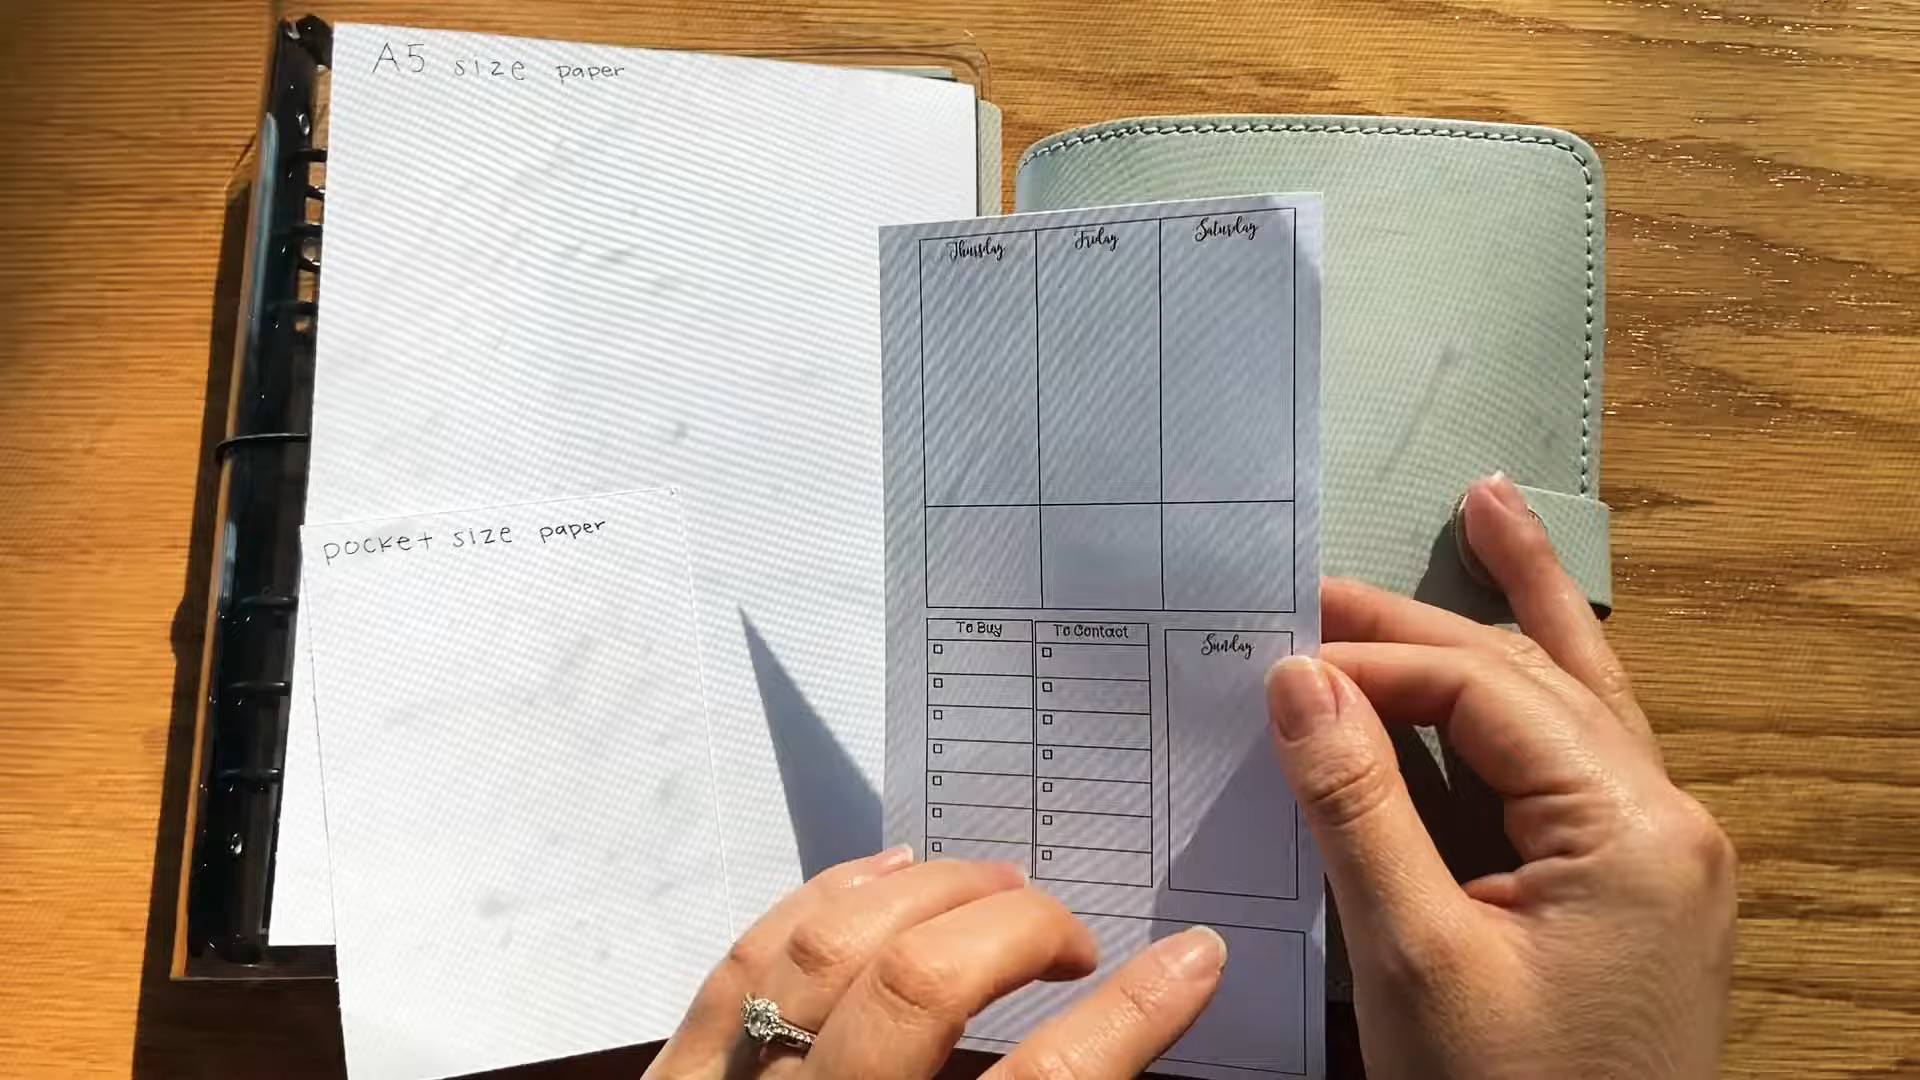 A5 size paper
pocket size paper
Thursday Friday Saturday
To Buy To Contact Sunday